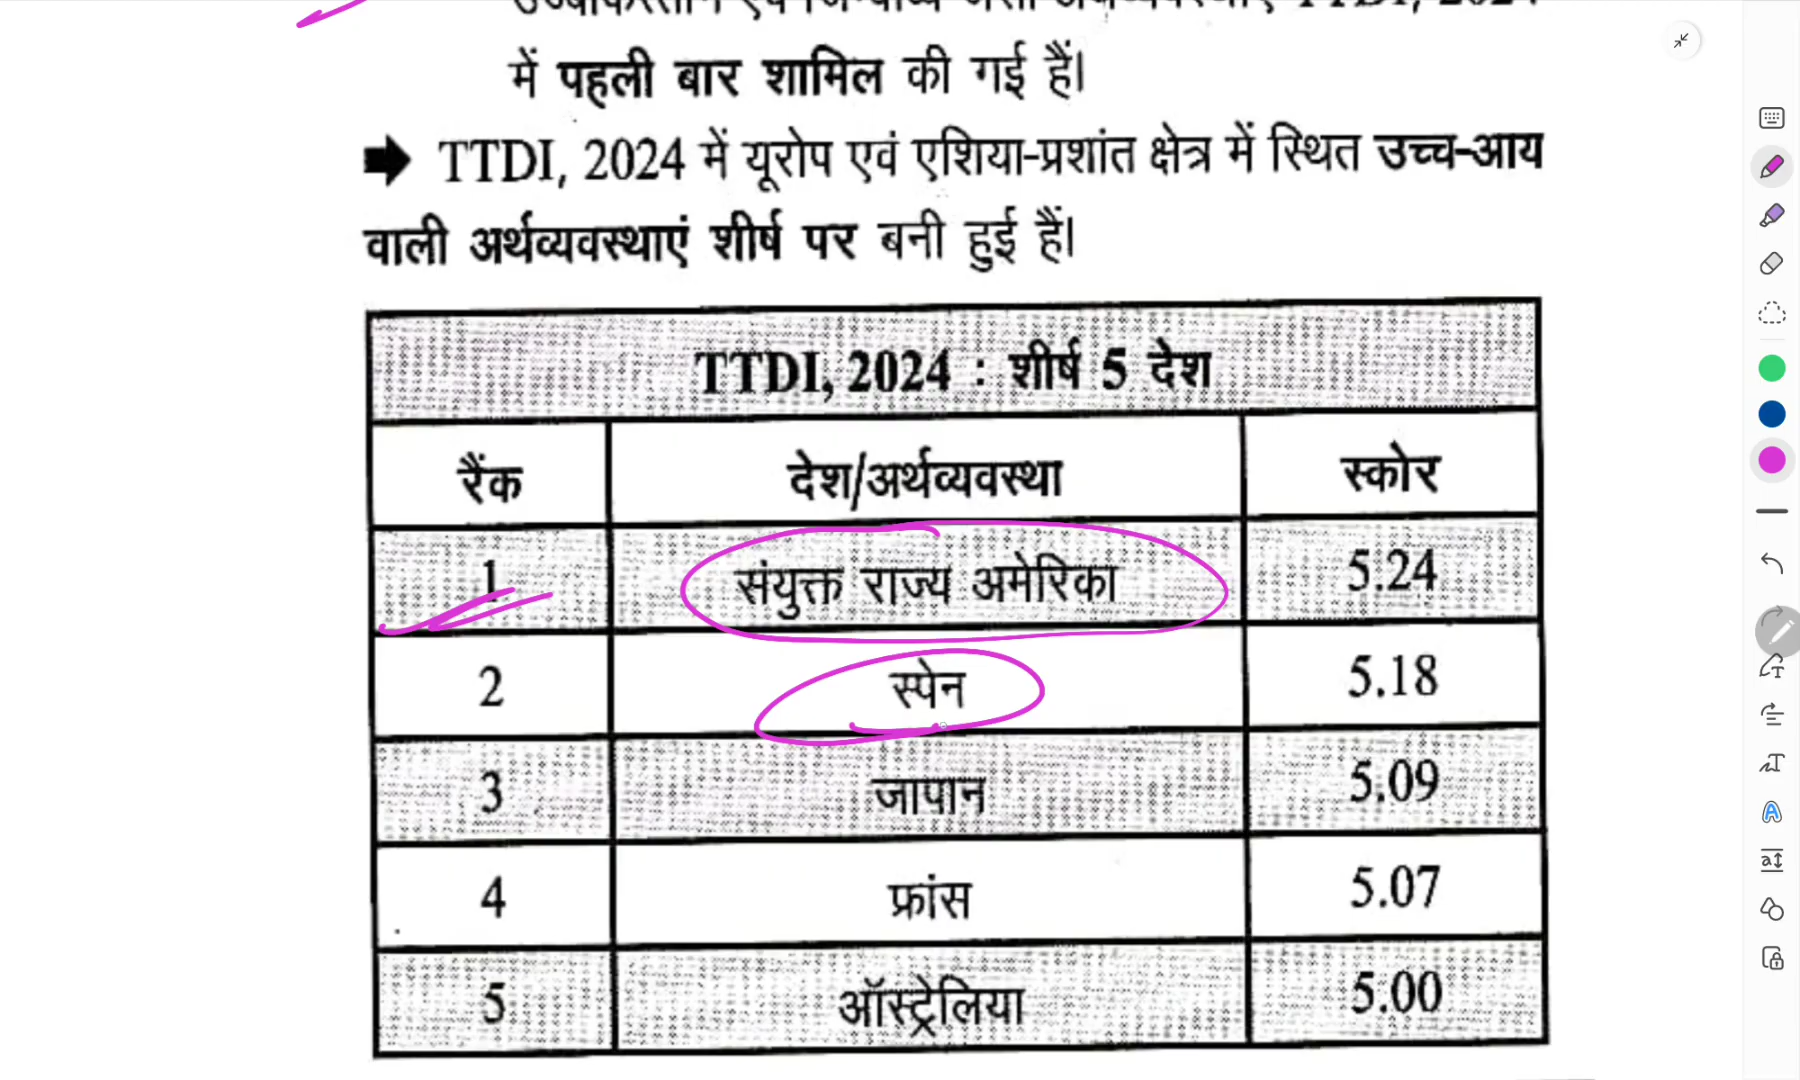 में पहली बार शामिल की गई हैं।
TTDI, 2024 में यूरोप एवं एशिया-प्रशांत क्षेत्र में स्थित उच्च-आय
वाली अर्थव्यवस्थाएं शीर्ष पर बनी हुई हैं।
TTDI, 2024 : शीर्ष 5 देश
रैंक देश/अर्थव्यवस्था स्कोर
1 संयुक्त राज्य अमेरिका 5.24
2 स्पेन 5.18
3 जापान 5.09
4 फ्रांस 5.07
5 ऑस्ट्रेलिया 5.00